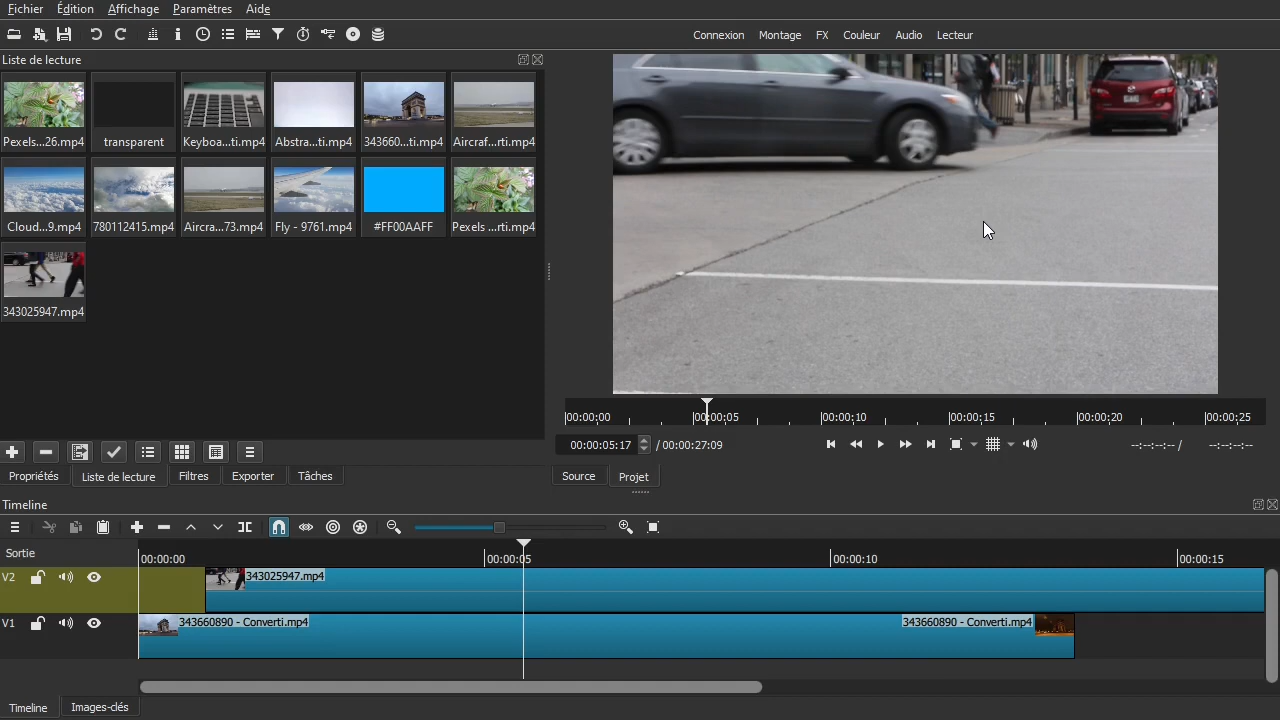 Fichier Édition Affichage Paramètres Aide
Connexion Montage FX Couleur Audio Lecteur
Liste de lecture
Pexels...26.mp4 transparent Keyboa...ti.mp4 Abstra...ti.mp4 343660...ti.mp4 Aircraf...rti.mp4
Cloud...9.mp4 780112415.mp4 Aircra...73.mp4 Fly - 9761.mp4 #FF00AAFF Pexels ...rti.mp4
343025947.mp4
00:00:00 00:00:05 00:00:10 00:00:15 00:00:20 00:00:25
00:00:05:17 / 00:00:27:09 --:--:--:-- / --:--:--:--
Propriétés Liste de lecture Filtres Exporter Tâches Source Projet
Timeline
Sortie 00:00:00 00:00:05 00:00:10 00:00:15
V2 343025947.mp4
V1 343660890 - Converti.mp4 343660890 - Converti.mp4
Timeline Images-clés